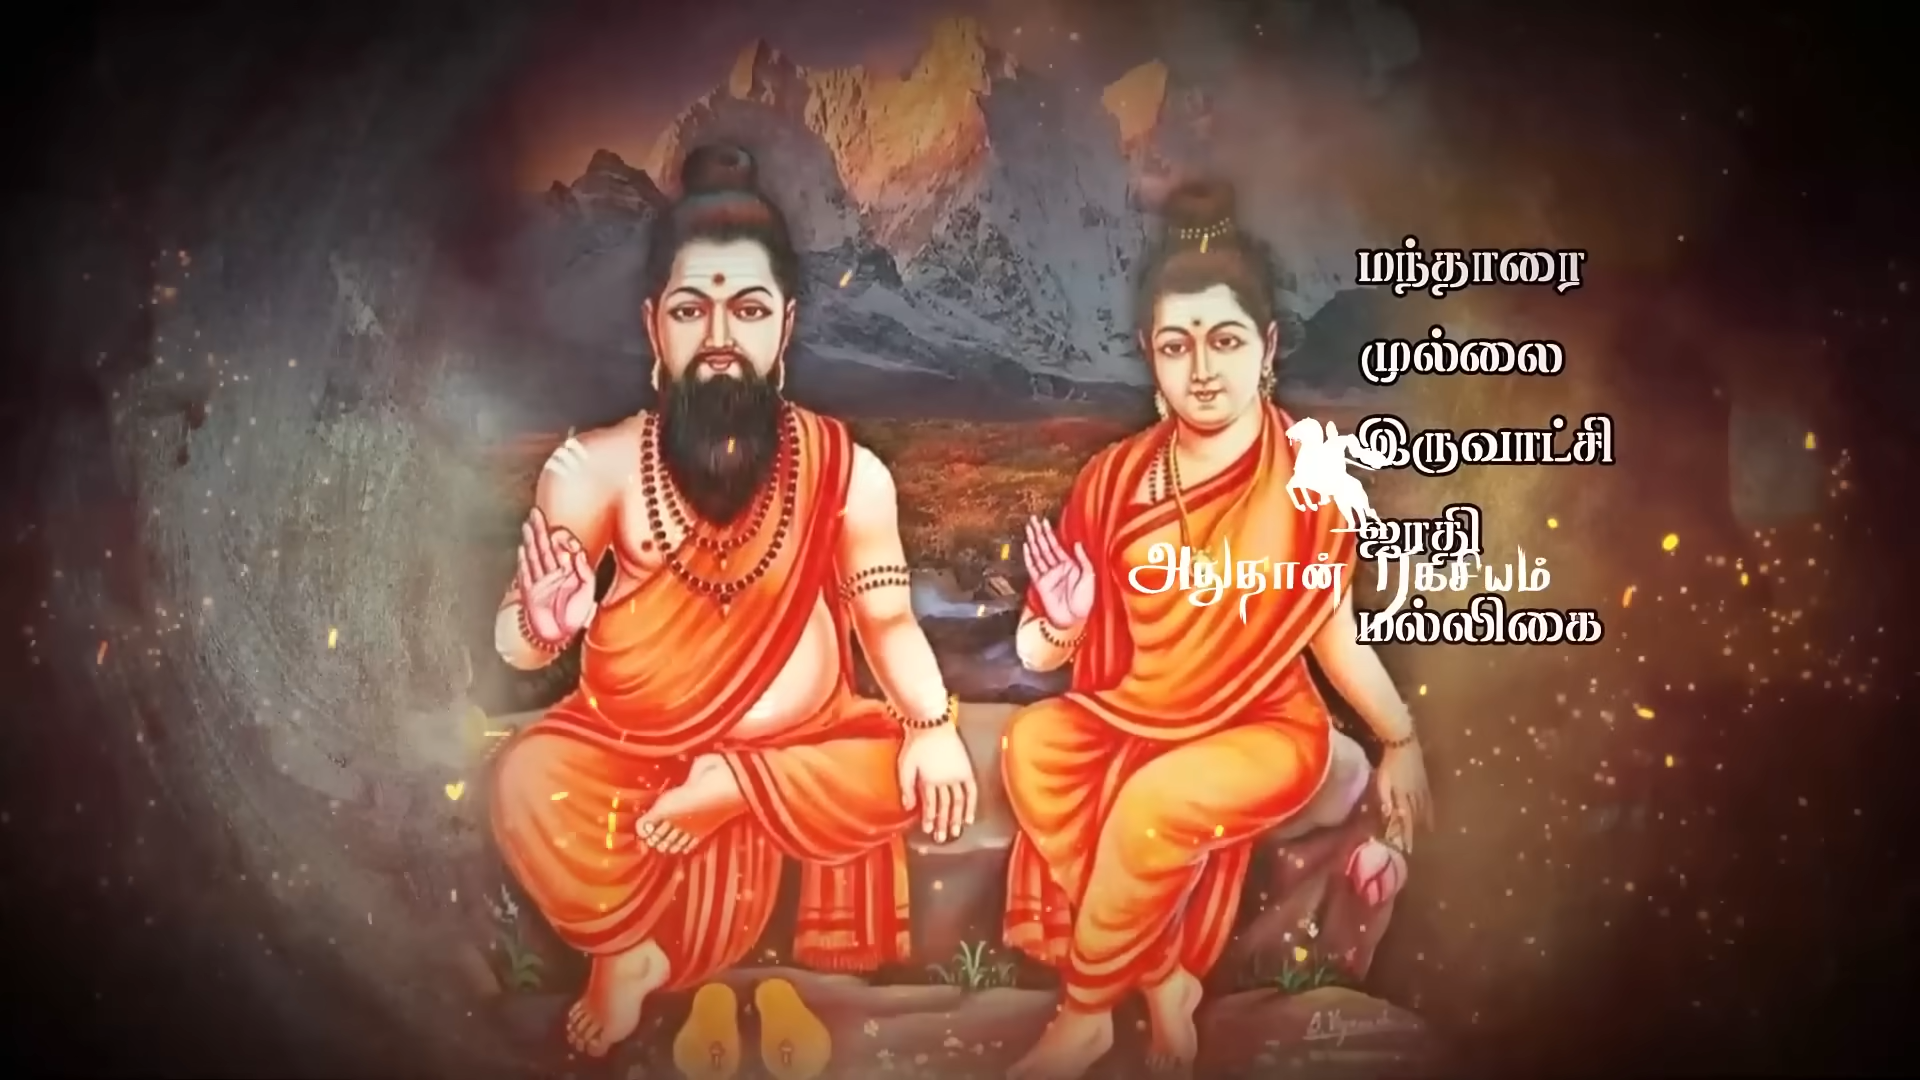 மந்தாரை
முல்லை
இருவாட்சி
ஜாதி
அதுதான் ரகசியம்
மல்லிகை